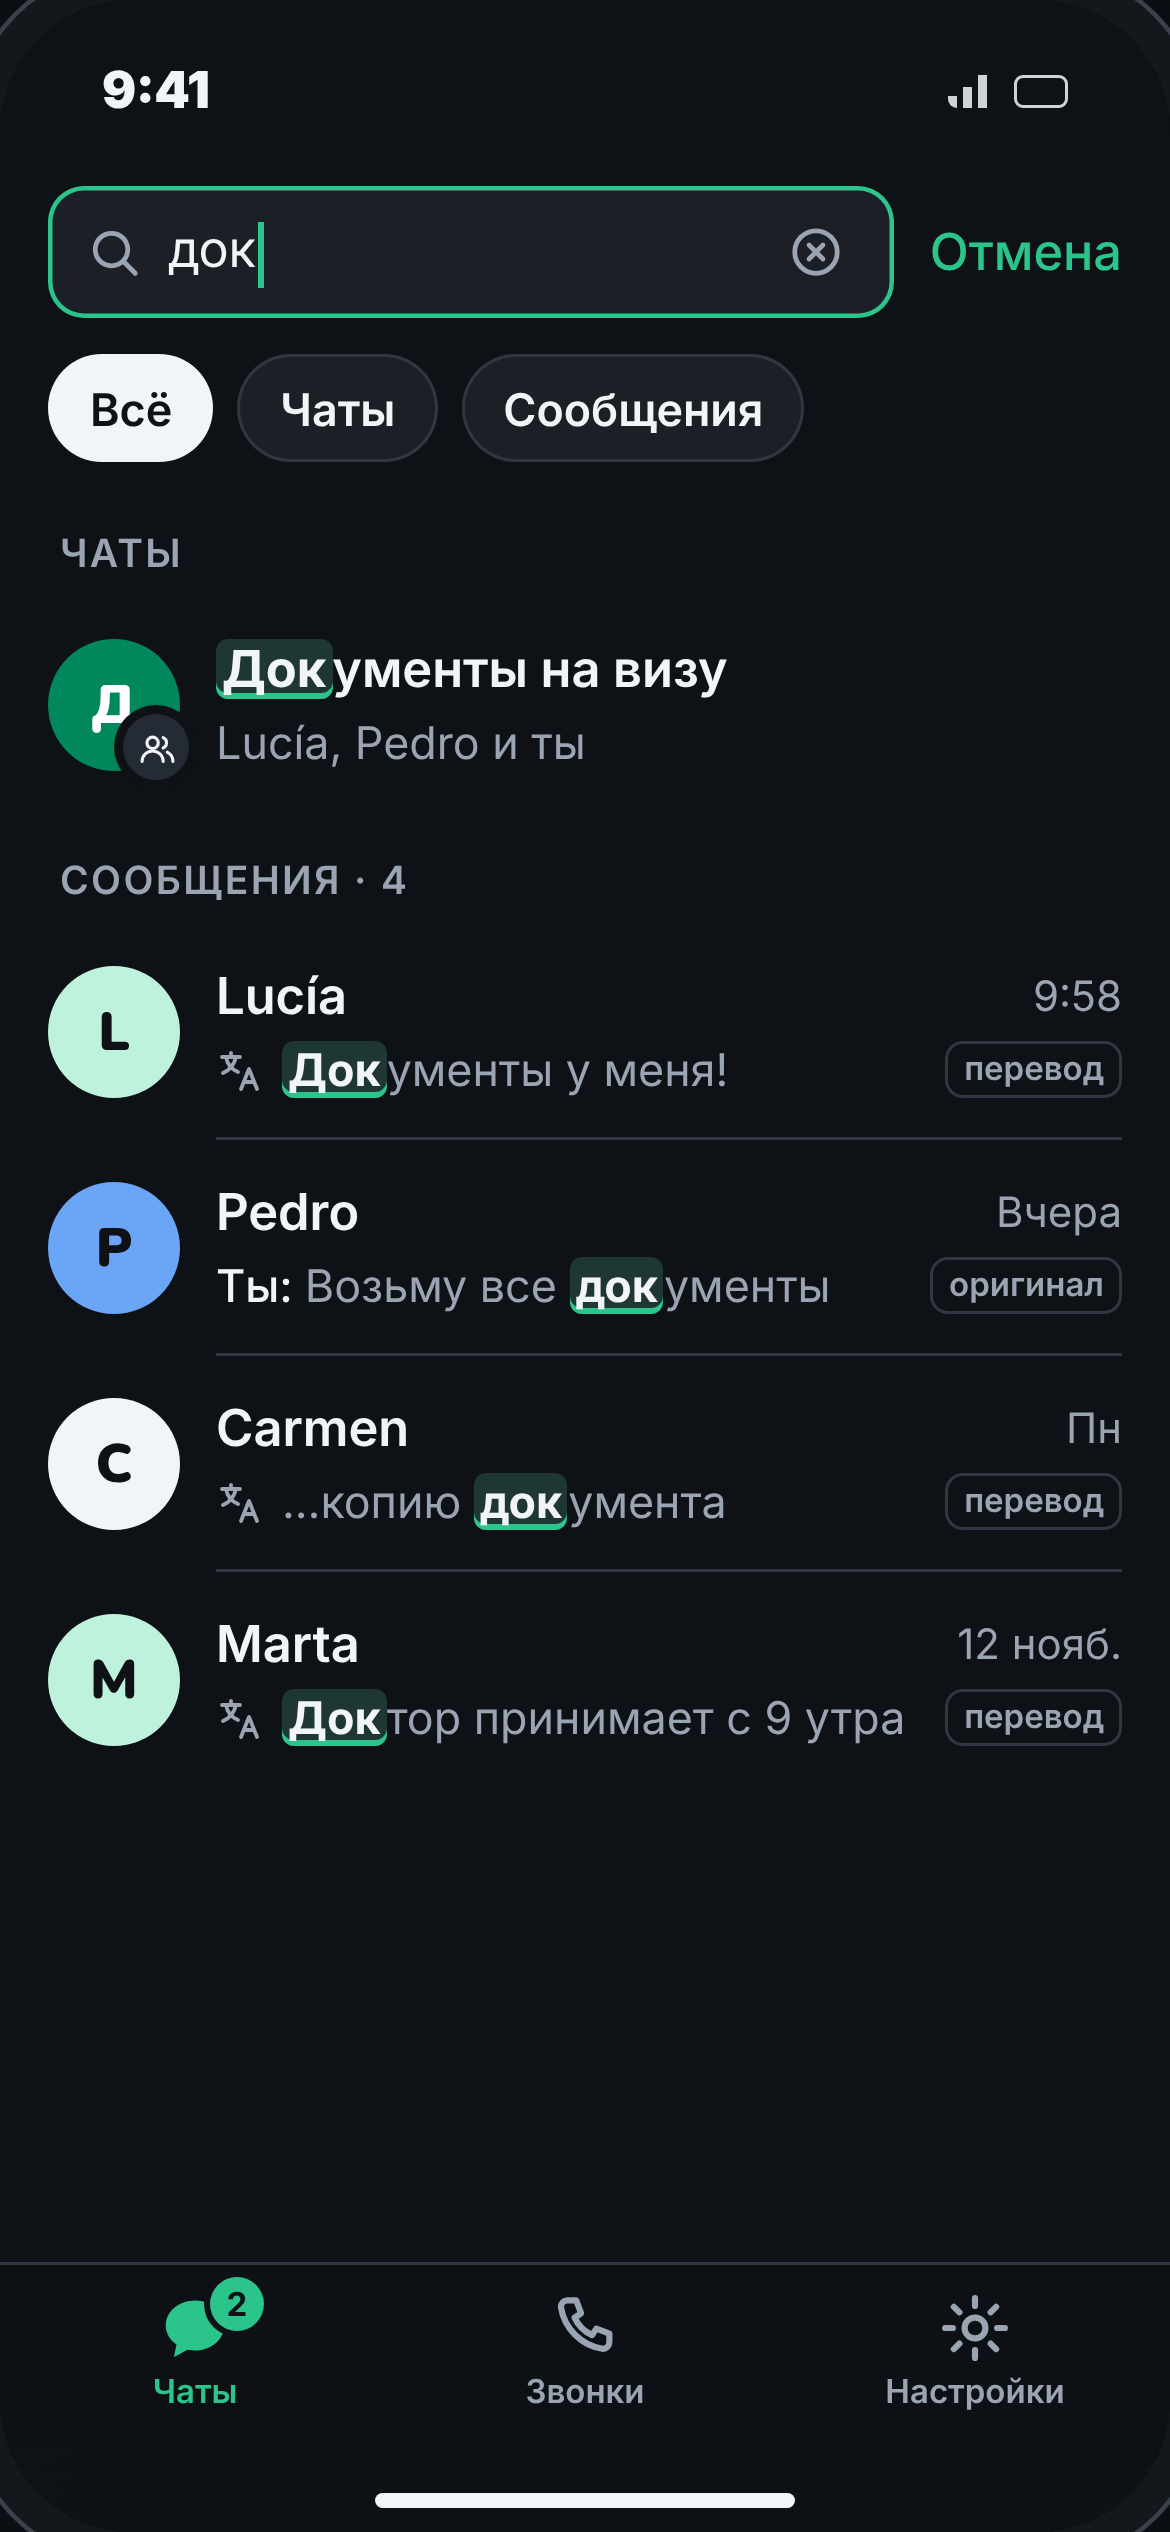 9:41
док
Отмена
Всё
Чаты
Сообщения
ЧАТЫ
Д
Документы на визу
Lucía, Pedro и ты
СООБЩЕНИЯ · 4
L
Lucía
9:58
Документы у меня!
перевод
P
Pedro
Вчера
Ты: Возьму все документы
оригинал
C
Carmen
Пн
...копию документа
перевод
M
Marta
12 нояб.
Доктор принимает с 9 утра
перевод
2
Чаты
Звонки
Настройки